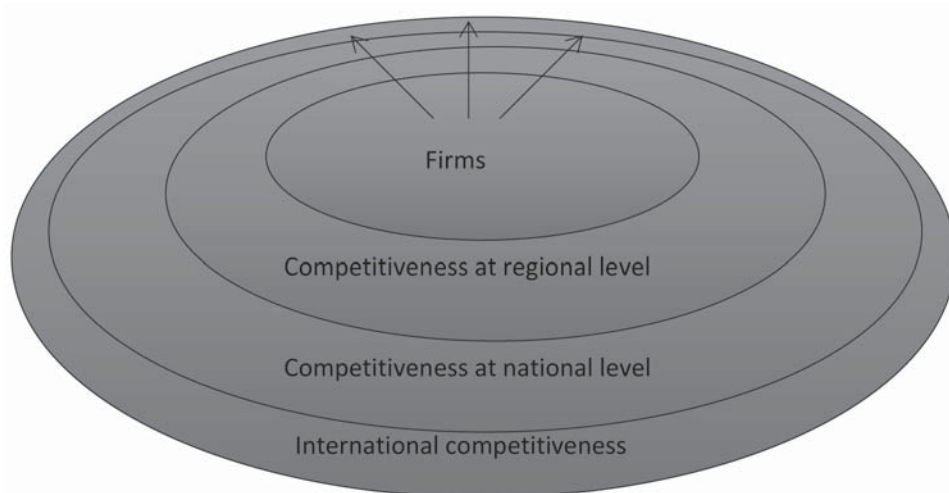 Firms
Competitiveness at regional level
Competitiveness at national level
International competitiveness